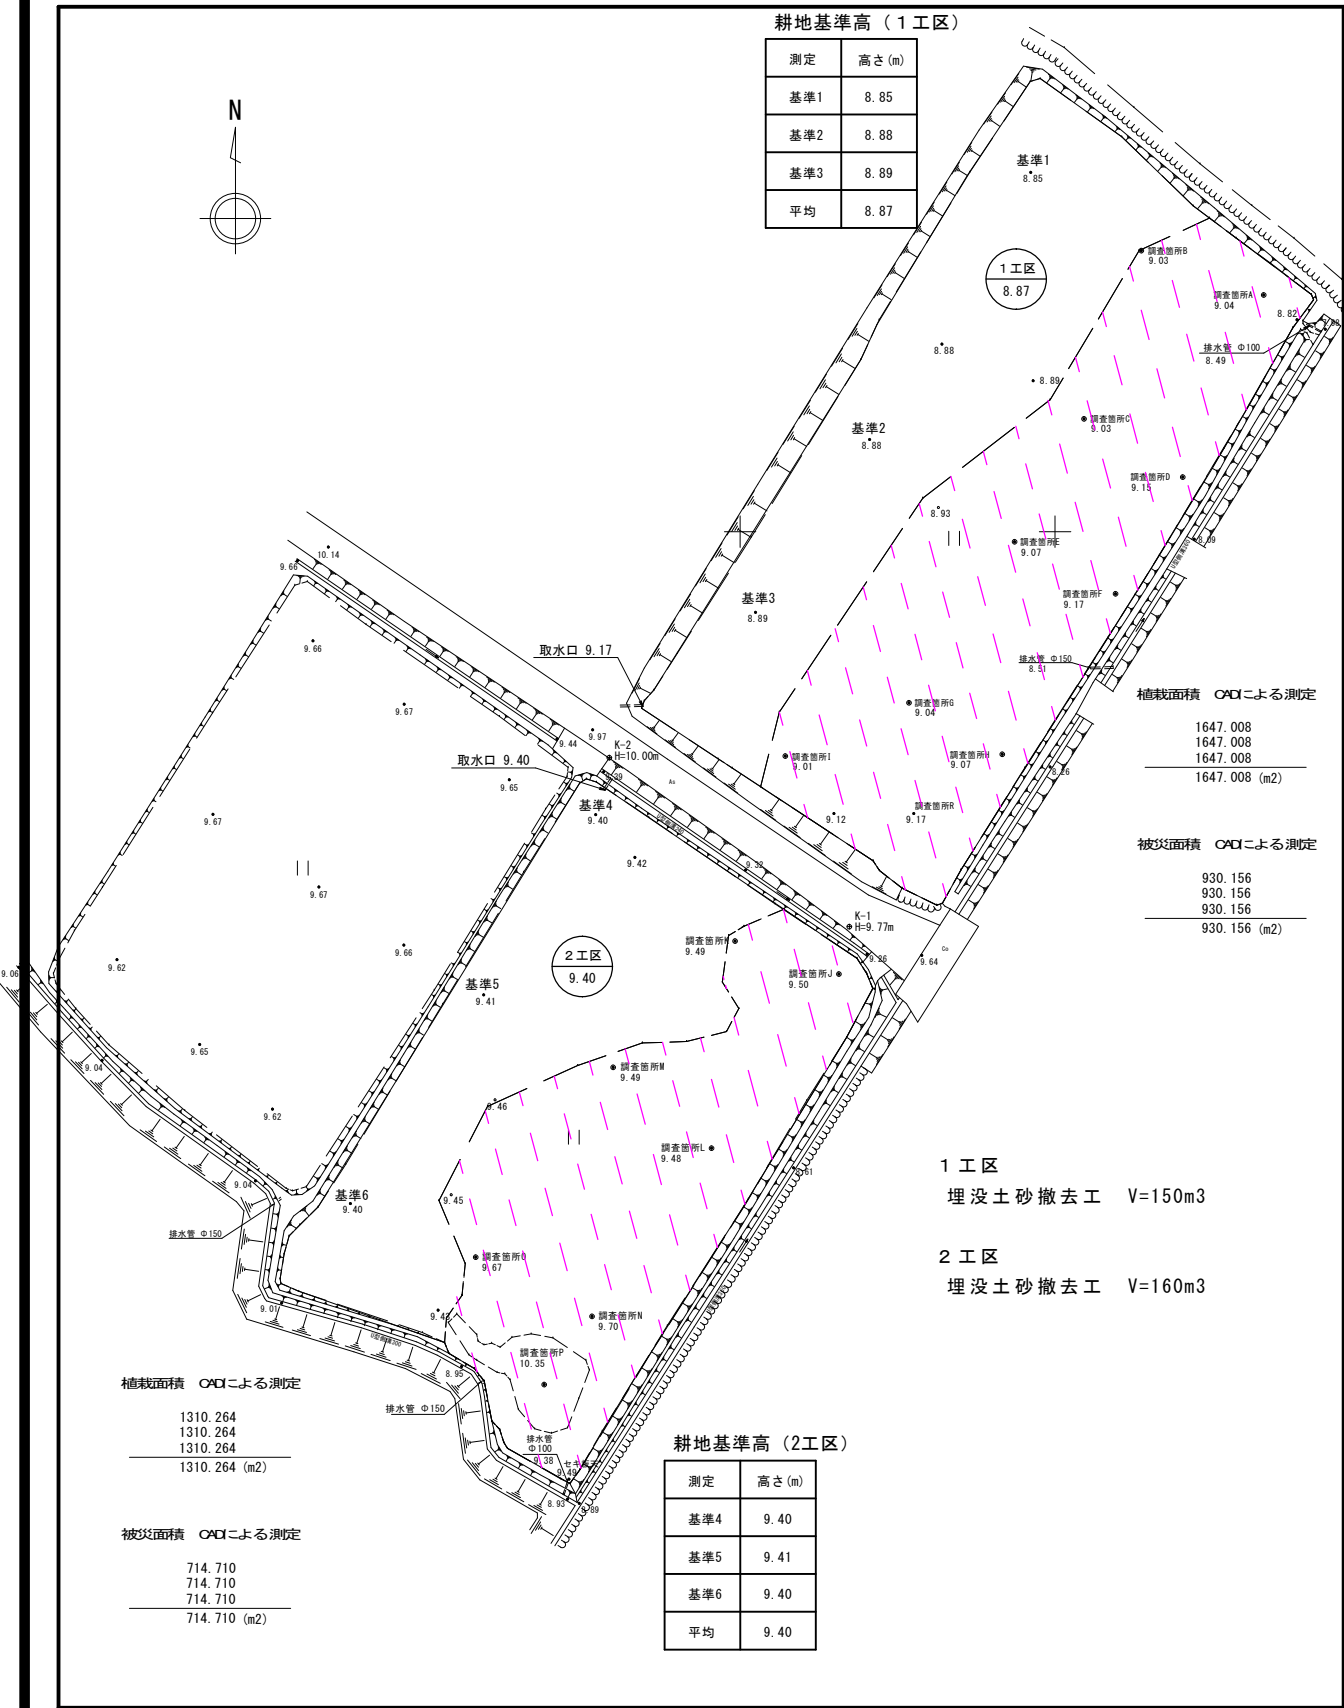 耕地基準高（1工区）
測定 高さ(m)
基準1 8.85
基準2 8.88
基準3 8.89
平均 8.87
N
基準1
8.85
1工区
8.87
調査箇所B
9.03
調査箇所A
9.04
8.82
排水管 Φ100
8.49
8.88
8.89
調査箇所C
9.03
基準2
8.88
調査箇所D
9.15
8.93
調査箇所E
9.07
8.09
U型側溝300
調査箇所F
9.17
基準3
8.89
排水管 Φ150
8.51
取水口 9.17
調査箇所G
9.04
調査箇所H
9.07
調査箇所I
9.01
8.26
9.12
調査箇所R
9.17
植栽面積 CADによる測定
1647.008
1647.008
1647.008
1647.008 (m2)
被災面積 CADによる測定
930.156
930.156
930.156
930.156 (m2)
10.14
9.66
9.66
9.67
9.44
9.97
K-2
H=10.00m
取水口 9.40
9.39
As
9.65
基準4
9.40
9.67
9.42
9.32
9.67
K-1
H=9.77m
9.66
9.26
9.64
Co
9.62
9.06
2工区
9.40
調査箇所K
9.49
調査箇所J
9.50
基準5
9.41
9.65
9.04
調査箇所M
9.49
9.46
9.62
調査箇所L
9.48
9.04
基準6
9.40
9.45
排水管 Φ150
調査箇所O
9.67
9.01
U型側溝300
調査箇所N
9.70
調査箇所P
10.35
8.95
排水管 Φ150
排水管
Φ100
9.38
9.49
8.93
8.89
1工区
埋没土砂撤去工 V=150m3
2工区
埋没土砂撤去工 V=160m3
植栽面積 CADによる測定
1310.264
1310.264
1310.264
1310.264 (m2)
被災面積 CADによる測定
714.710
714.710
714.710
714.710 (m2)
耕地基準高（2工区）
測定 高さ(m)
基準4 9.40
基準5 9.41
基準6 9.40
平均 9.40